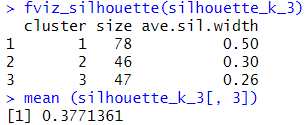 > fviz_silhouette(silhouette_k_3)
  cluster size ave.sil.width
1       1   78          0.50
2       2   46          0.30
3       3   47          0.26
> mean (silhouette_k_3[, 3])
[1] 0.3771361